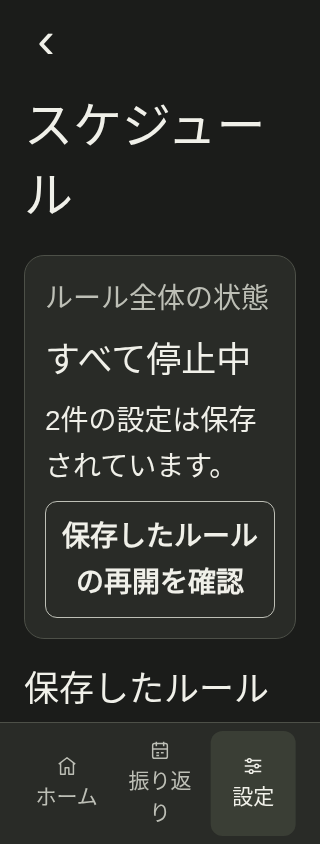 スケジュー
ル
ルール全体の状態
すべて停止中
2件の設定は保存
されています。
保存したルール
の再開を確認
保存したルール
ホーム
振り返
り
設定